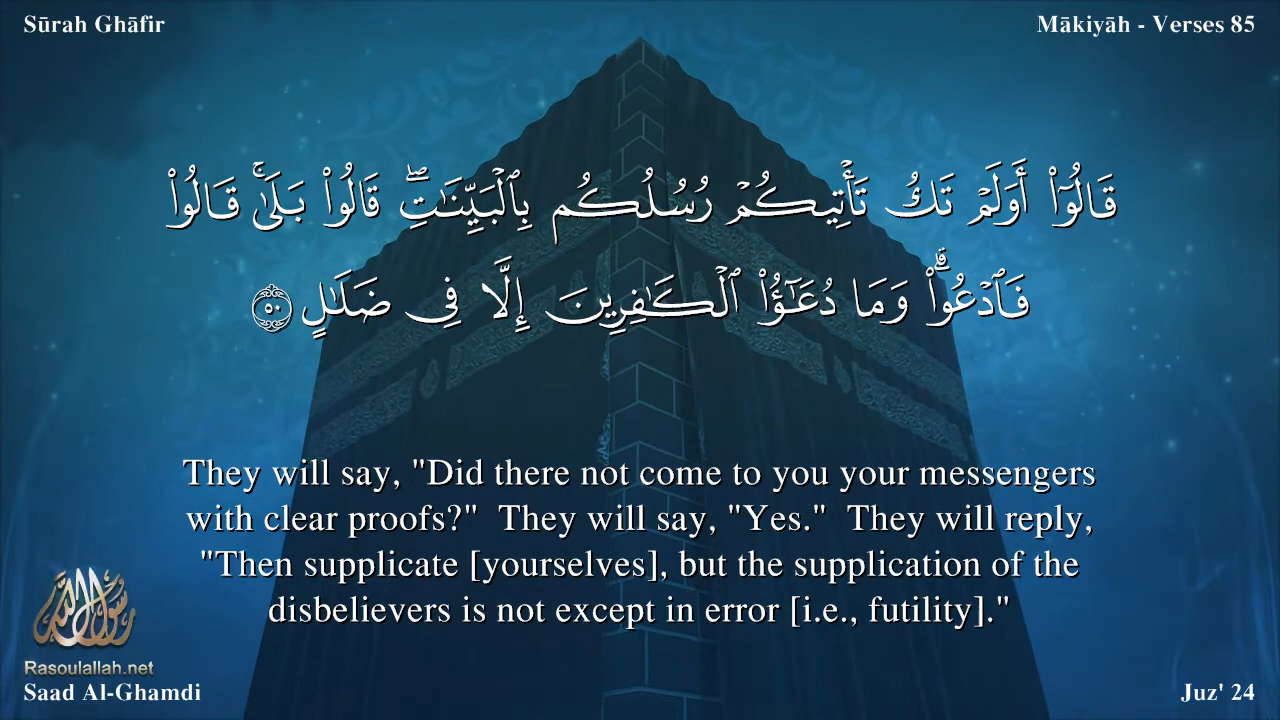 Sūrah Ghāfir
Mākiyāh - Verses 85
قَالُوٓا۟ أَوَلَمْ تَكُ تَأْتِيكُمْ رُسُلُكُم بِٱلْبَيِّنَـٰتِ ۖ قَالُوا۟ بَلَىٰ ۚ قَالُوا۟
فَٱدْعُوا۟ ۗ وَمَا دُعَـٰٓؤُا۟ ٱلْكَـٰفِرِينَ إِلَّا فِى ضَلَـٰلٍ ٥٠
They will say, "Did there not come to you your messengers
with clear proofs?"  They will say, "Yes."  They will reply,
"Then supplicate [yourselves], but the supplication of the
disbelievers is not except in error [i.e., futility]."
رسول الله
Rasoulallah.net
Saad Al-Ghamdi
Juz' 24